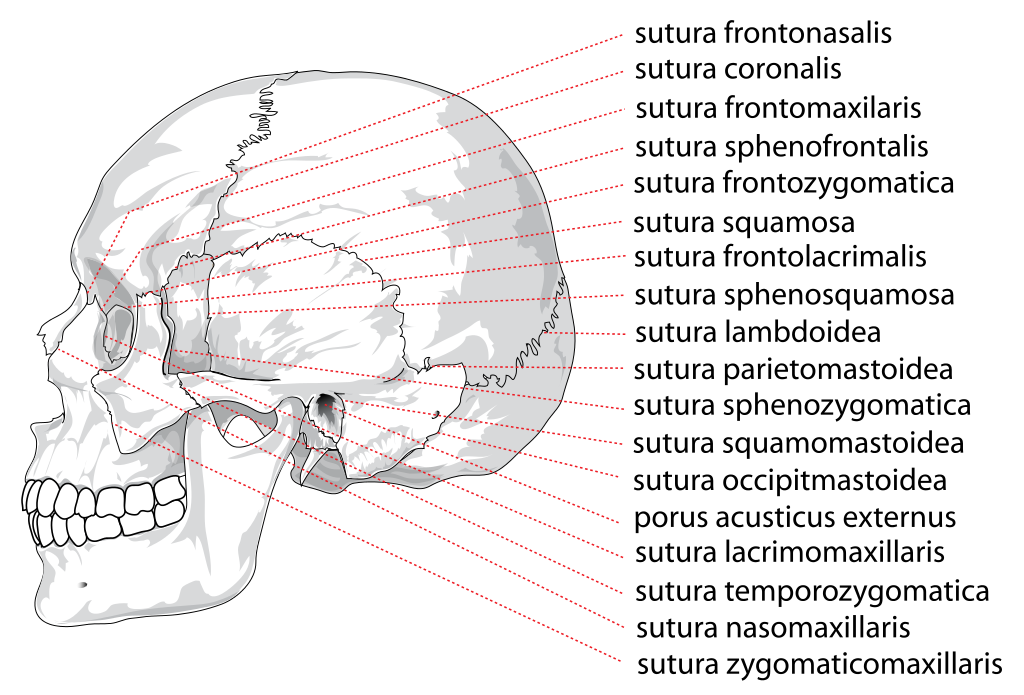 sutura frontonasalis
sutura coronalis
sutura frontomaxilaris
sutura sphenofrontalis
sutura frontozygomatica
sutura squamosa
sutura frontolacrimalis
sutura sphenosquamosa
sutura lambdoidea
sutura parietomastoidea
sutura sphenozygomatica
sutura squamomastoidea
sutura occipitmastoidea
porus acusticus externus
sutura lacrimomaxillaris
sutura temporozygomatica
sutura nasomaxillaris
sutura zygomaticomaxillaris